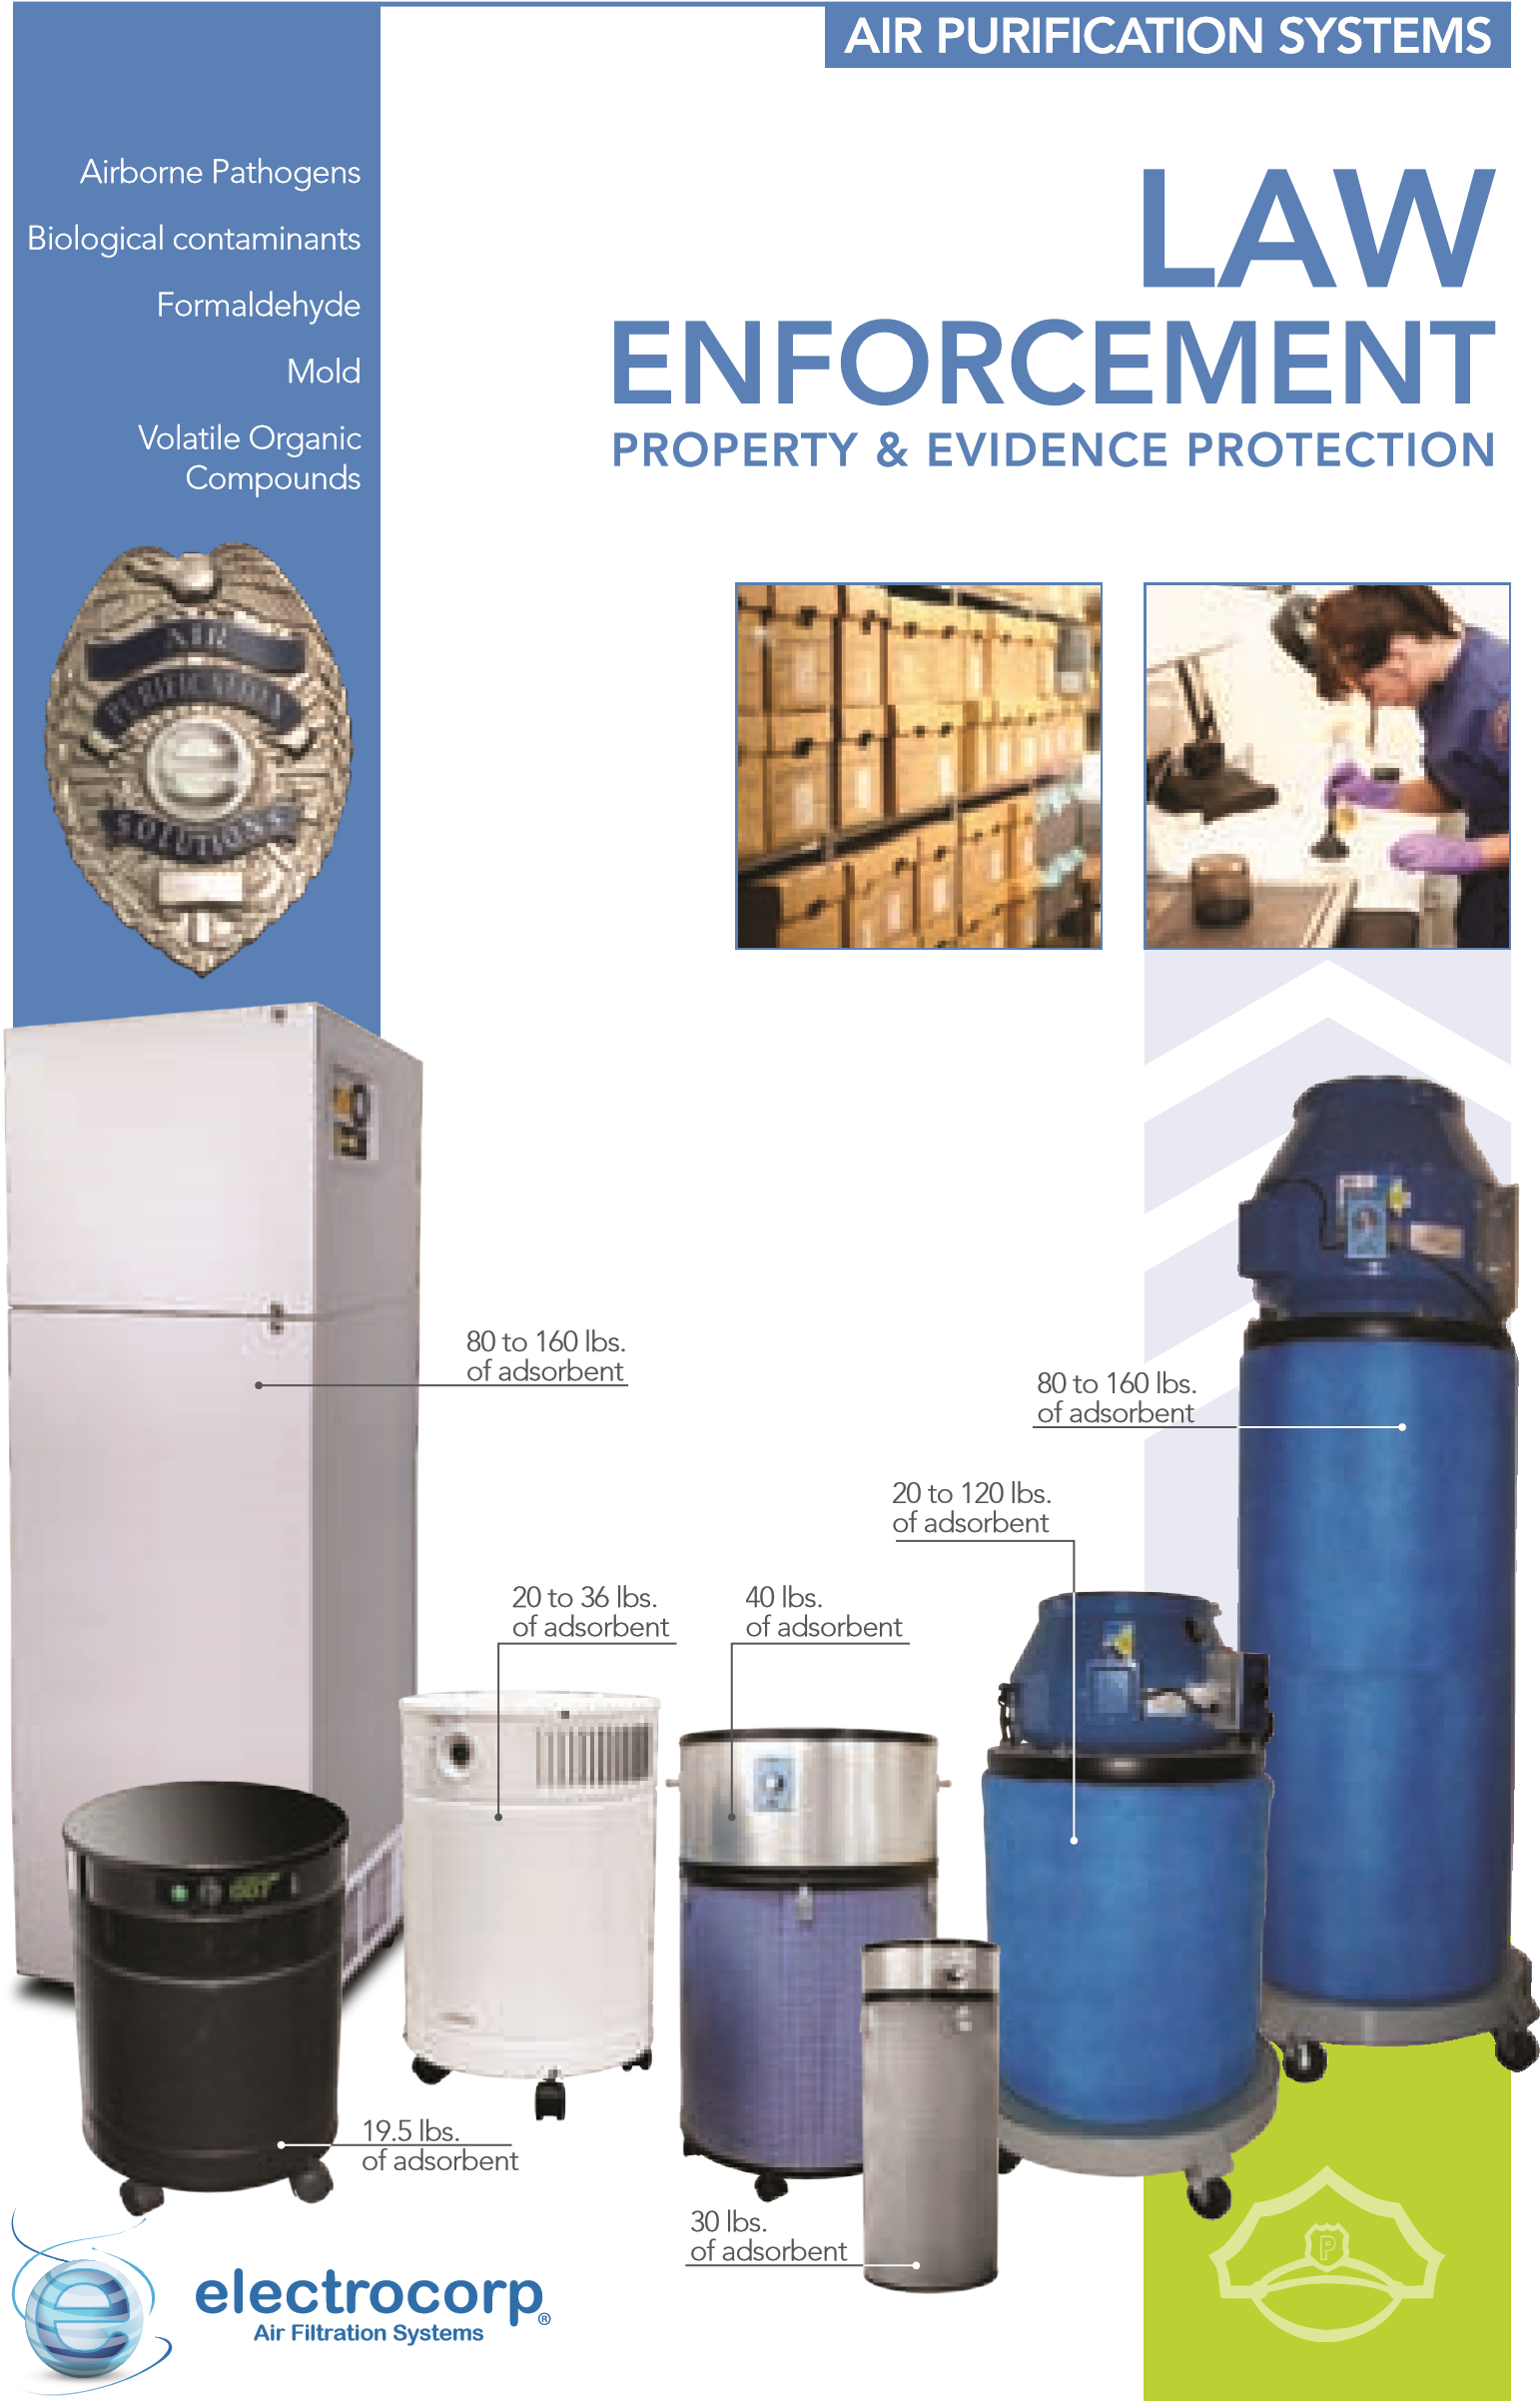 AIR PURIFICATION SYSTEMS
Airborne Pathogens
Biological contaminants
Formaldehyde
Mold
Volatile Organic
Compounds
LAW
ENFORCEMENT
PROPERTY & EVIDENCE PROTECTION
AIR
PURIFICATION
e
SOLUTIONS
80 to 160 lbs.
of adsorbent
80 to 160 lbs.
of adsorbent
20 to 120 lbs.
of adsorbent
20 to 36 lbs.
of adsorbent
40 lbs.
of adsorbent
19.5 lbs.
of adsorbent
30 lbs.
of adsorbent
P
e
electrocorp®
Air Filtration Systems